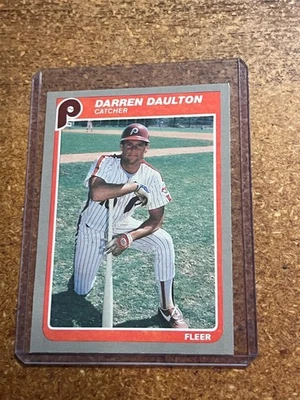 P
DARREN DAULTON
CATCHER
FLEER